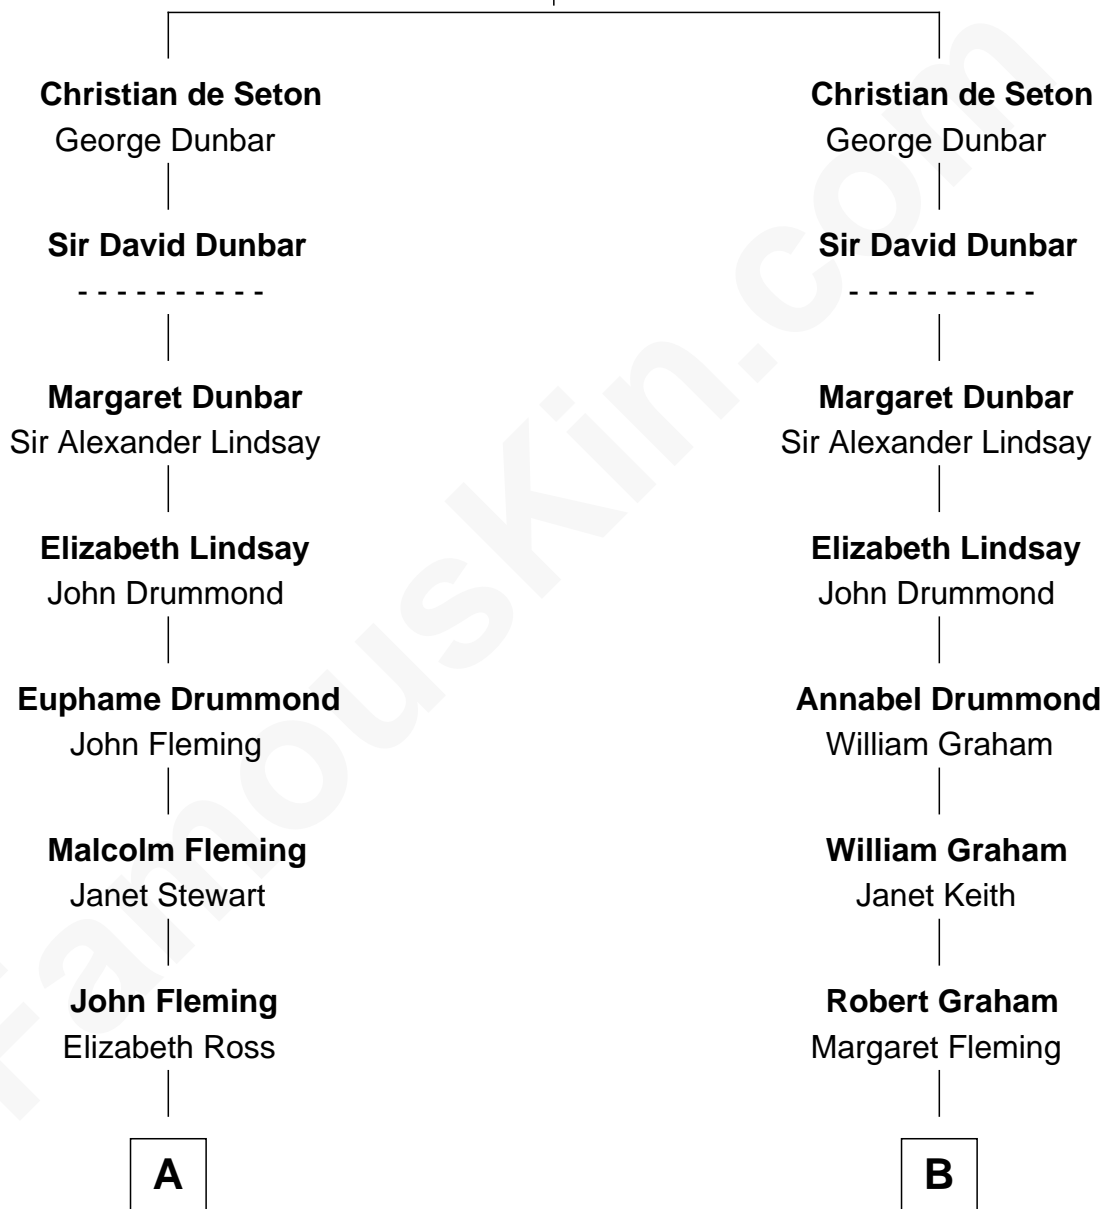 Christian de Seton
George Dunbar
Sir David Dunbar
- - - - - - - - - -
Margaret Dunbar
Sir Alexander Lindsay
Elizabeth Lindsay
John Drummond
Euphame Drummond
John Fleming
Malcolm Fleming
Janet Stewart
John Fleming
Elizabeth Ross
A
Christian de Seton
George Dunbar
Sir David Dunbar
- - - - - - - - - -
Margaret Dunbar
Sir Alexander Lindsay
Elizabeth Lindsay
John Drummond
Annabel Drummond
William Graham
William Graham
Janet Keith
Robert Graham
Margaret Fleming
B
FamousKin.com